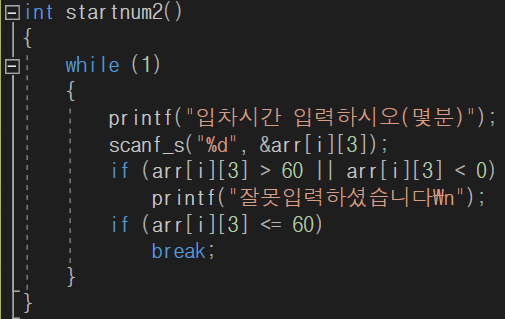 int startnum2()
{
while (1)
{
printf("입차시간 입력하시오(몇분)");
scanf_s("%d", &arr[i][3]);
if (arr[i][3] > 60 || arr[i][3] < 0)
printf("잘못입력하셨습니다₩n");
if (arr[i][3] <= 60)
break;
}
}